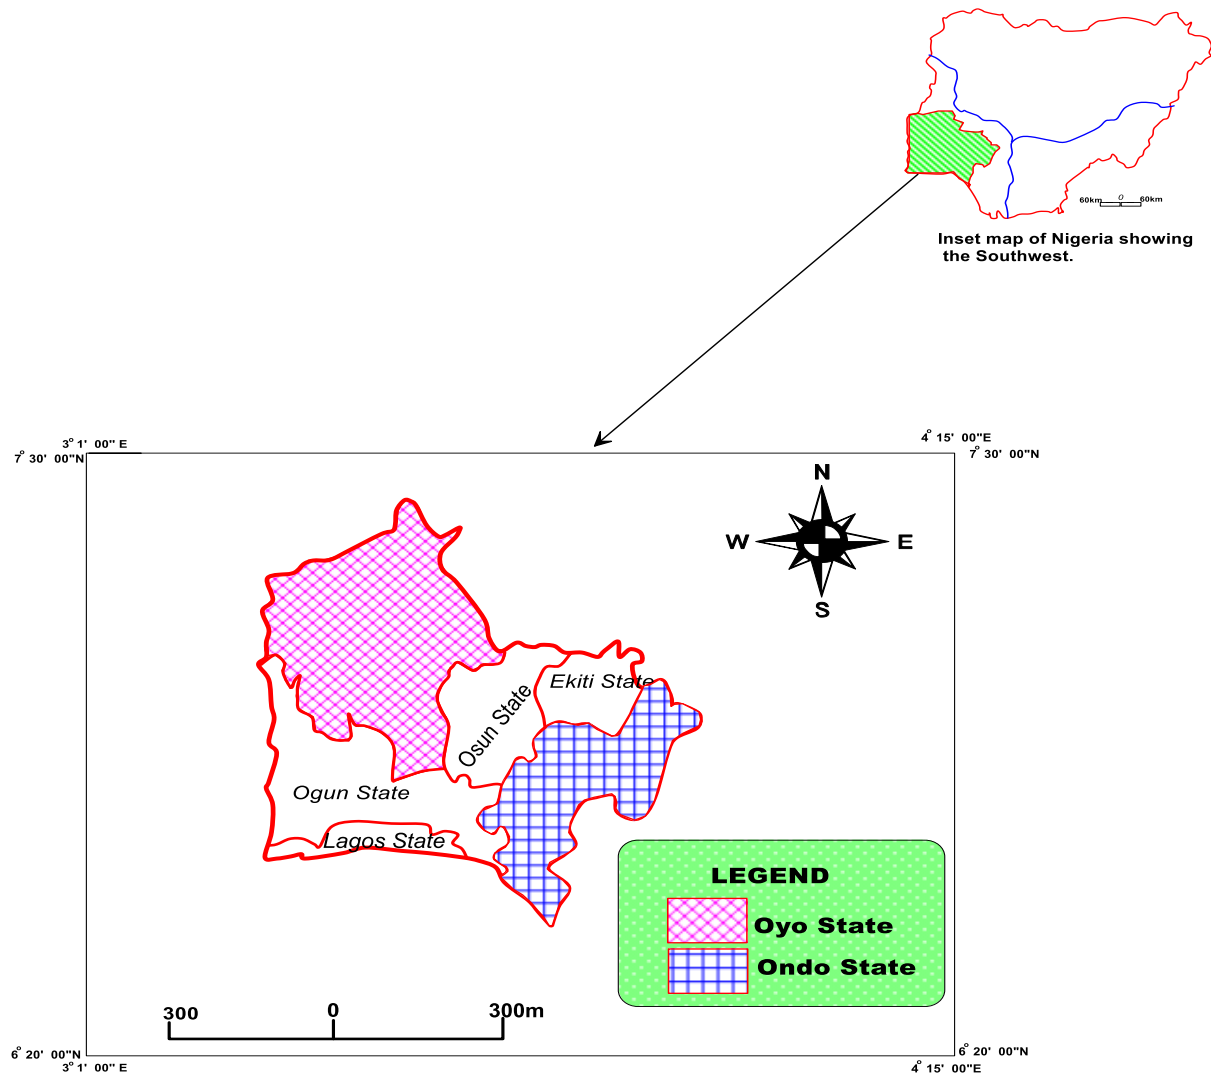 60km 0 60km
Inset map of Nigeria showing
the Southwest.
3° 1' 00" E
4° 15' 00"E
7° 30' 00"N
7° 30' 00"N
N
W E
S
Ekiti State
Osun State
Ogun State
Lagos State
LEGEND
Oyo State
Ondo State
300 0 300m
6° 20' 00"N
6° 20' 00"N
3° 1' 00" E
4° 15' 00"E